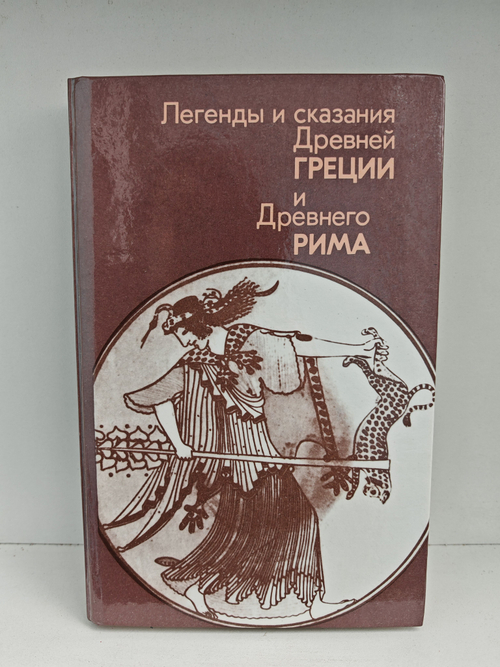 Легенды и сказания
Древней
ГРЕЦИИ
и
Древнего
РИМА